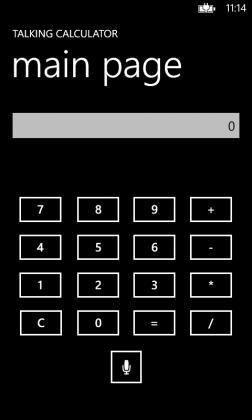 11:14
TALKING CALCULATOR
main page
0
7 8 9 +
4 5 6 -
1 2 3 *
C 0 = /